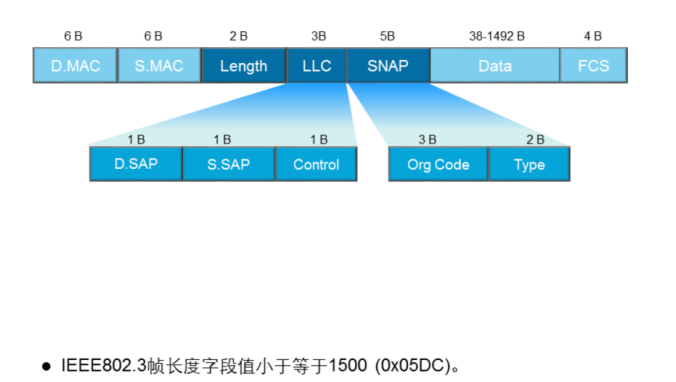 6 B 6 B 2 B 3B 5B 38-1492 B 4 B
D.MAC S.MAC Length LLC SNAP Data FCS
1 B 1 B 1 B 3 B 2 B
D.SAP S.SAP Control Org Code Type
● IEEE802.3帧长度字段值小于等于1500 (0x05DC)。